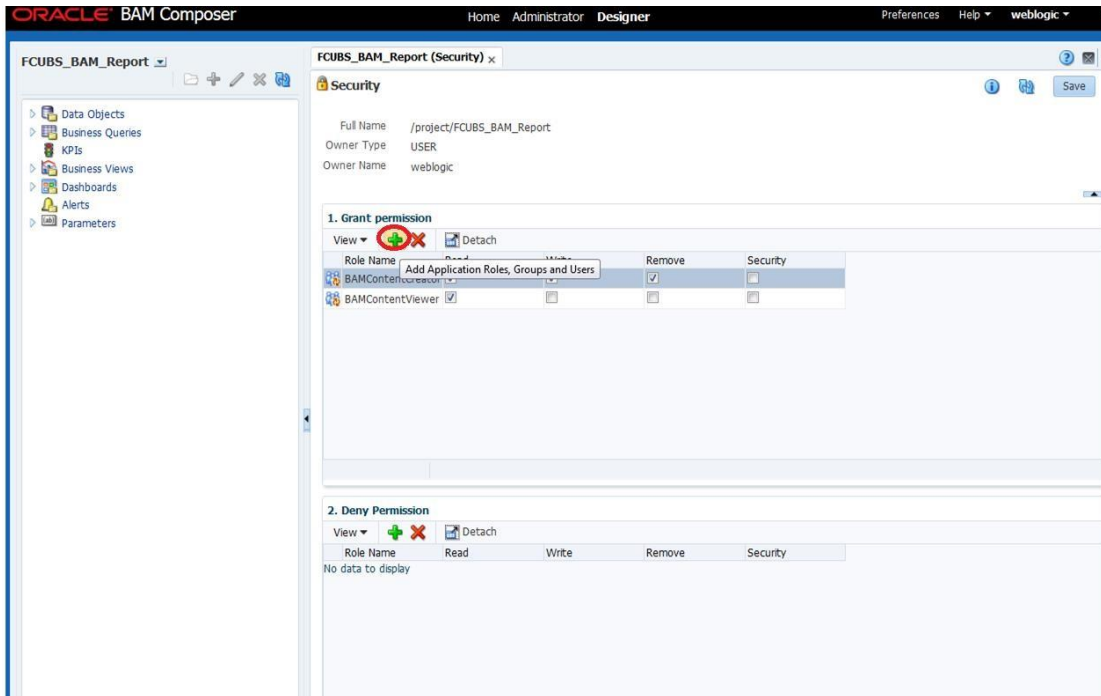 ORACLE BAM Composer
Home Administrator Designer
Preferences Help weblogic
FCUBS_BAM_Report
Data Objects
Business Queries
KPIs
Business Views
Dashboards
Alerts
Parameters
FCUBS_BAM_Report (Security) x
Security
Save
Full Name /project/FCUBS_BAM_Report
Owner Type USER
Owner Name weblogic
1. Grant permission
View Detach
Role Name Read Write Remove Security
Add Application Roles, Groups and Users
BAMContentCreator
BAMContentViewer
2. Deny Permission
View Detach
Role Name Read Write Remove Security
No data to display